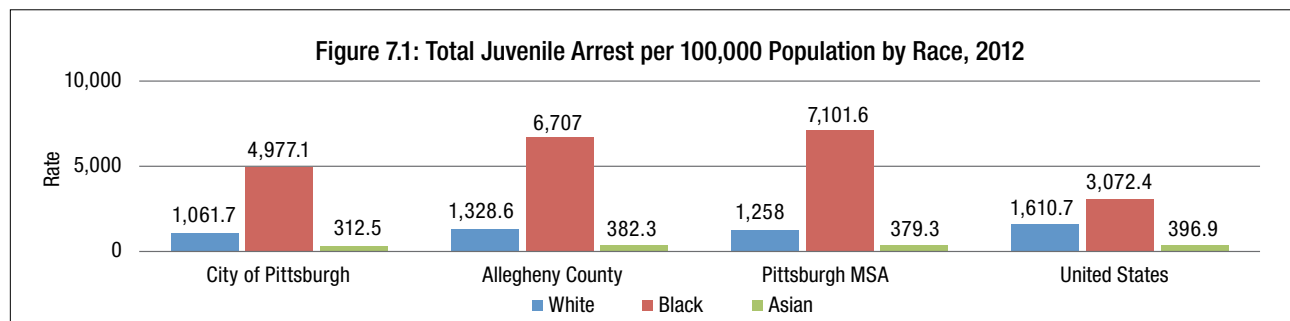 Figure 7.1: Total Juvenile Arrest per 100,000 Population by Race, 2012
10,000
5,000
0
Rate
1,061.7 4,977.1 312.5 1,328.6 6,707 382.3 1,258 7,101.6 379.3 1,610.7 3,072.4 396.9
City of Pittsburgh Allegheny County Pittsburgh MSA United States
White Black Asian